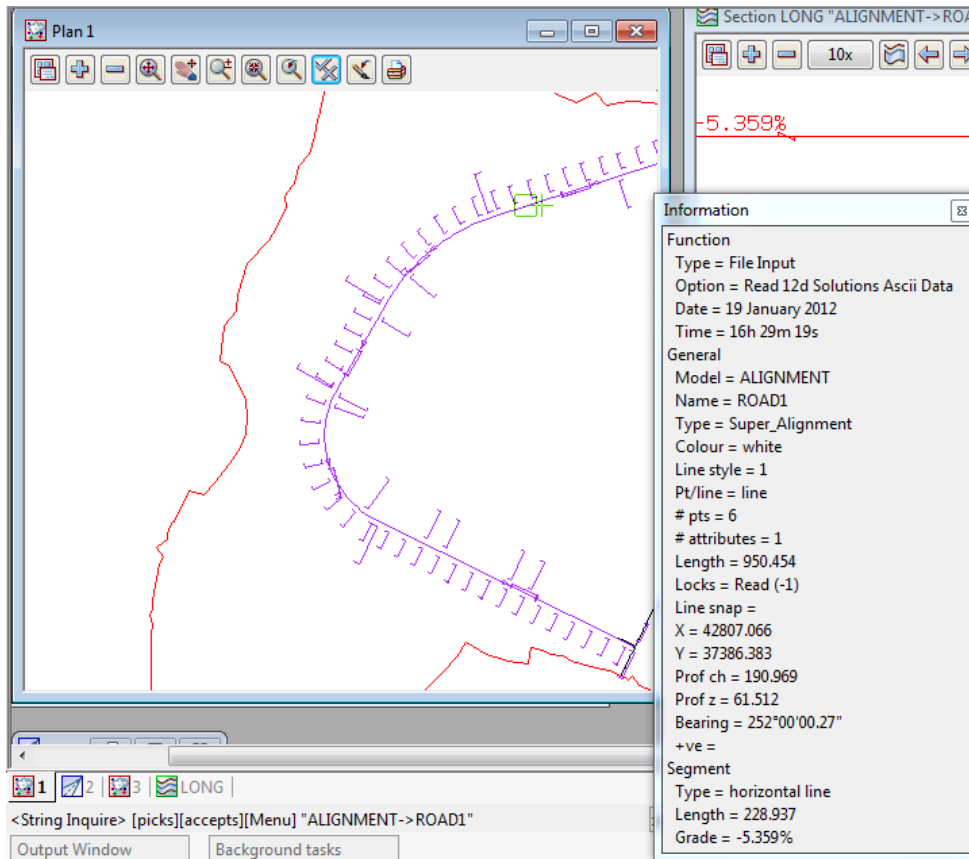 Plan 1
Section LONG "ALIGNMENT->ROA
10x
-5.359%
Information
Function
Type = File Input
Option = Read 12d Solutions Ascii Data
Date = 19 January 2012
Time = 16h 29m 19s
General
Model = ALIGNMENT
Name = ROAD1
Type = Super_Alignment
Colour = white
Line style = 1
Pt/line = line
# pts = 6
# attributes = 1
Length = 950.454
Locks = Read (-1)
Line snap =
X = 42807.066
Y = 37386.383
Prof ch = 190.969
Prof z = 61.512
Bearing = 252°00'00.27"
+ve =
Segment
Type = horizontal line
Length = 228.937
Grade = -5.359%
1 2 3 LONG
<String Inquire> [picks][accepts][Menu] "ALIGNMENT->ROAD1"
Output Window Background tasks